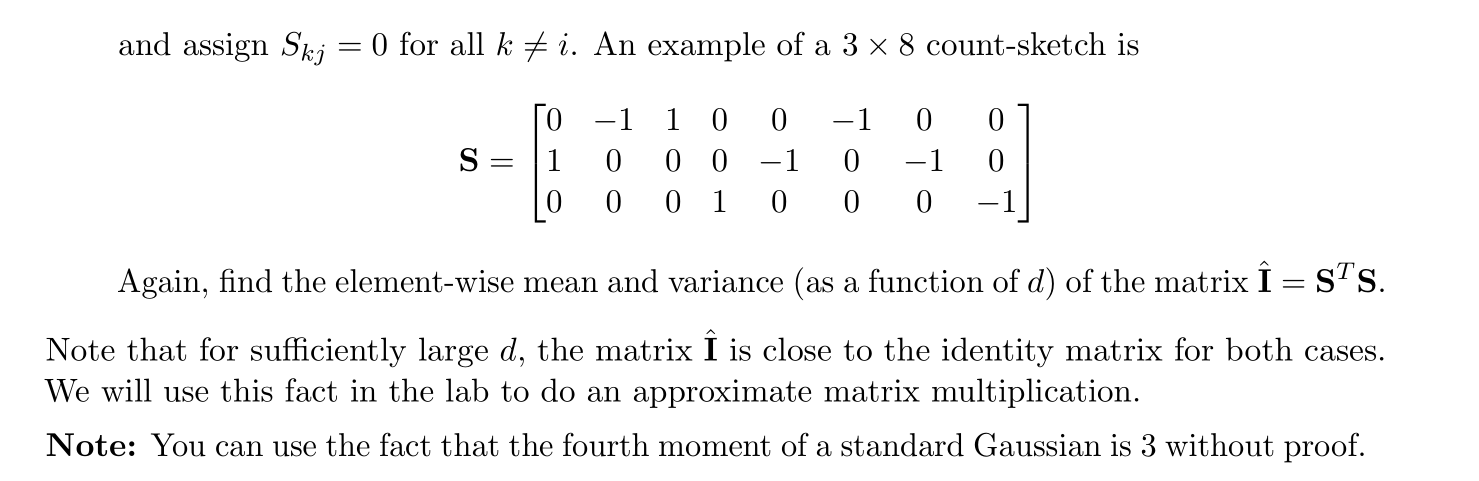 and assign $S_{kj} = 0$ for all $k \neq i$. An example of a $3 \times 8$ count-sketch is
$$\mathbf{S} = \begin{bmatrix} 0 & -1 & 1 & 0 & 0 & -1 & 0 & 0 \\ 1 & 0 & 0 & 0 & -1 & 0 & -1 & 0 \\ 0 & 0 & 0 & 1 & 0 & 0 & 0 & -1 \end{bmatrix}$$
Again, find the element-wise mean and variance (as a function of $d$) of the matrix $\hat{\mathbf{I}} = \mathbf{S}^T\mathbf{S}$.
Note that for sufficiently large $d$, the matrix $\hat{\mathbf{I}}$ is close to the identity matrix for both cases.
We will use this fact in the lab to do an approximate matrix multiplication.
Note: You can use the fact that the fourth moment of a standard Gaussian is 3 without proof.